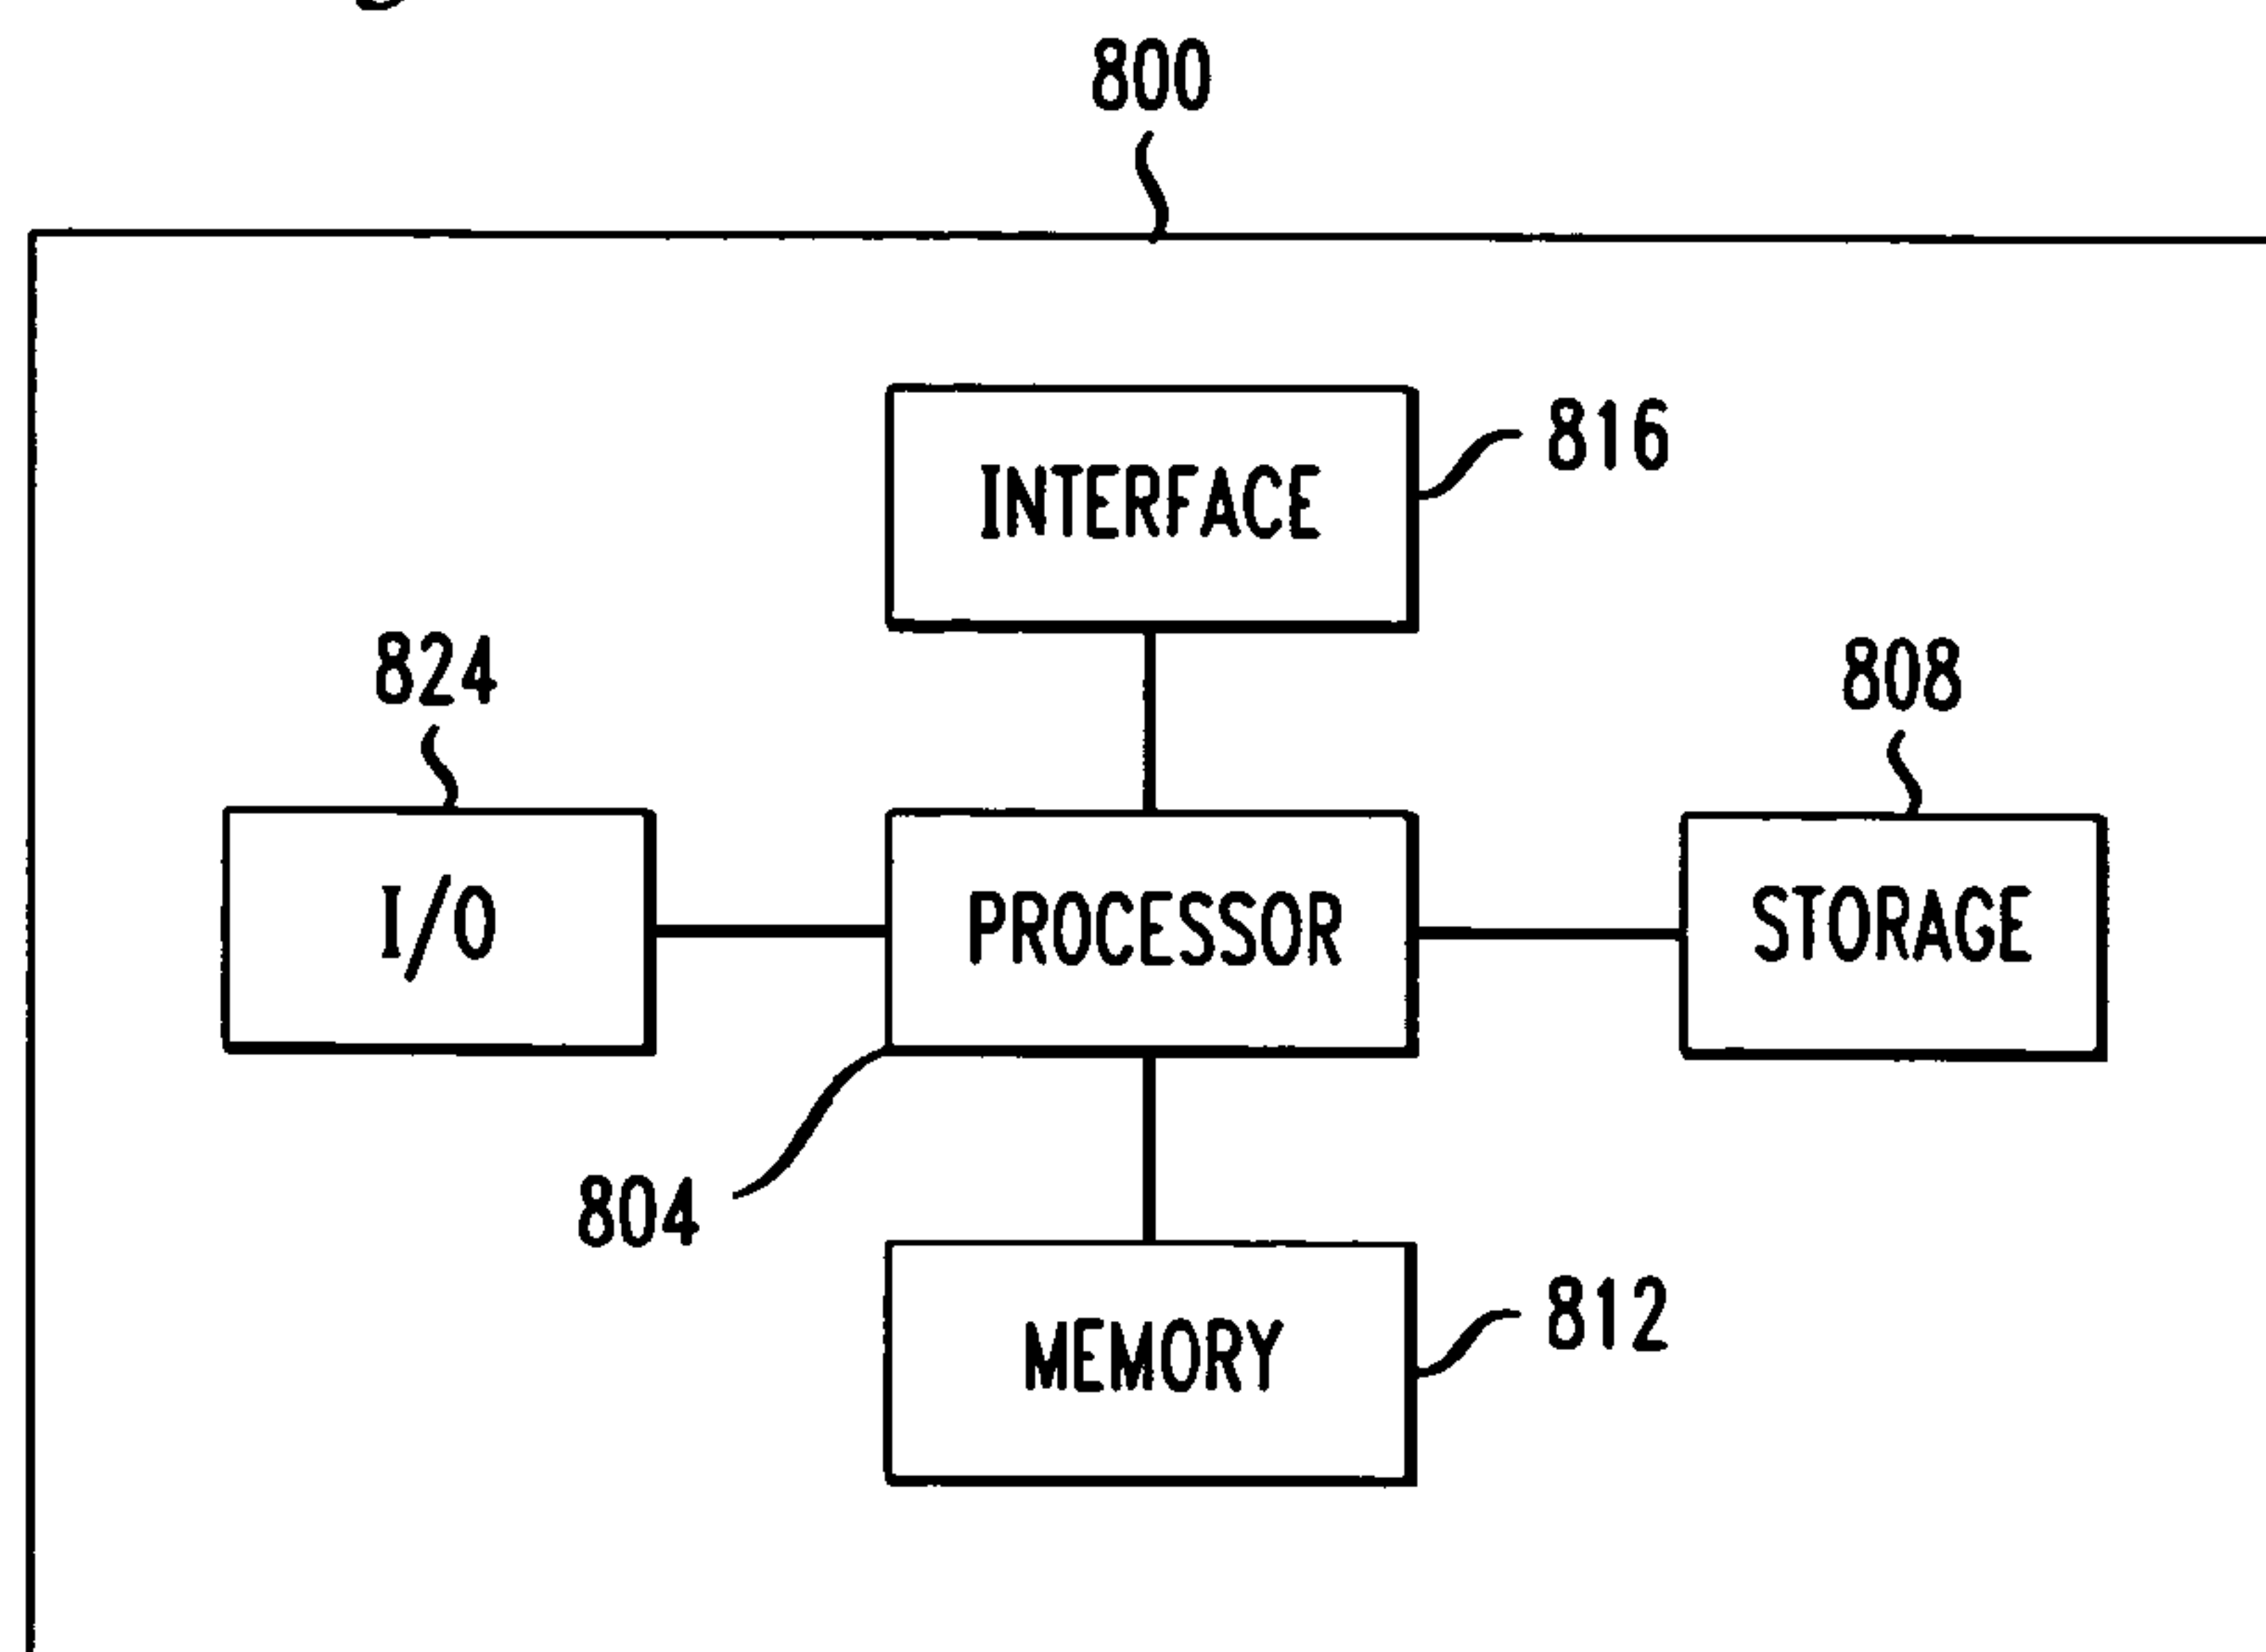 800
INTERFACE
816
824
808
I/O
PROCESSOR
STORAGE
804
MEMORY
812